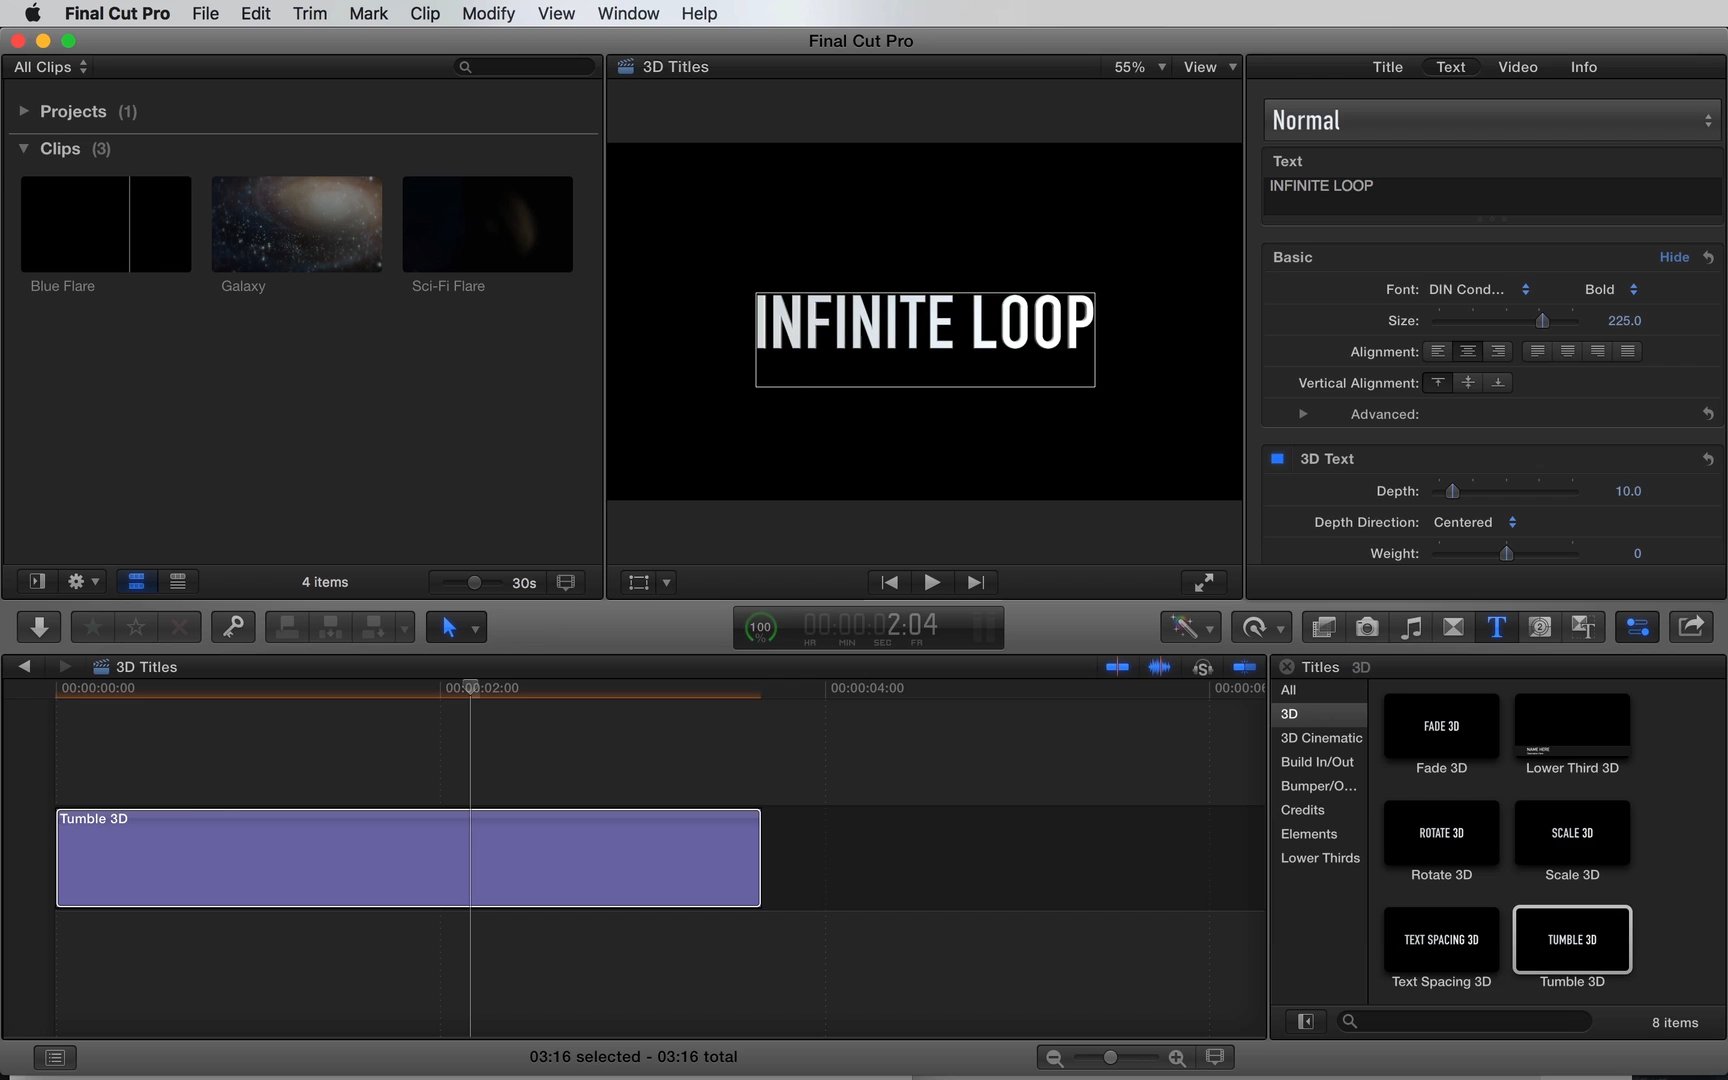 Final Cut Pro File Edit Trim Mark Clip Modify View Window Help
Final Cut Pro
All Clips
Projects (1)
Clips (3)
Blue Flare
Galaxy
Sci-Fi Flare
4 items
30s
3D Titles
55%
View
INFINITE LOOP
Title Text Video Info
Normal
Text
INFINITE LOOP
Basic
Hide
Font: DIN Cond... Bold
Size: 225.0
Alignment:
Vertical Alignment:
Advanced:
3D Text
Depth: 10.0
Depth Direction: Centered
Weight: 0
100
%
00:00:02:04
HR MIN SEC FR
3D Titles
00:00:00:00
00:00:02:00
00:00:04:00
00:00:06
Tumble 3D
03:16 selected - 03:16 total
Titles 3D
All
3D
3D Cinematic
Build In/Out
Bumper/O...
Credits
Elements
Lower Thirds
FADE 3D
Fade 3D
NAME HERE
Lower Third 3D
ROTATE 3D
Rotate 3D
SCALE 3D
Scale 3D
TEXT SPACING 3D
Text Spacing 3D
TUMBLE 3D
Tumble 3D
8 items